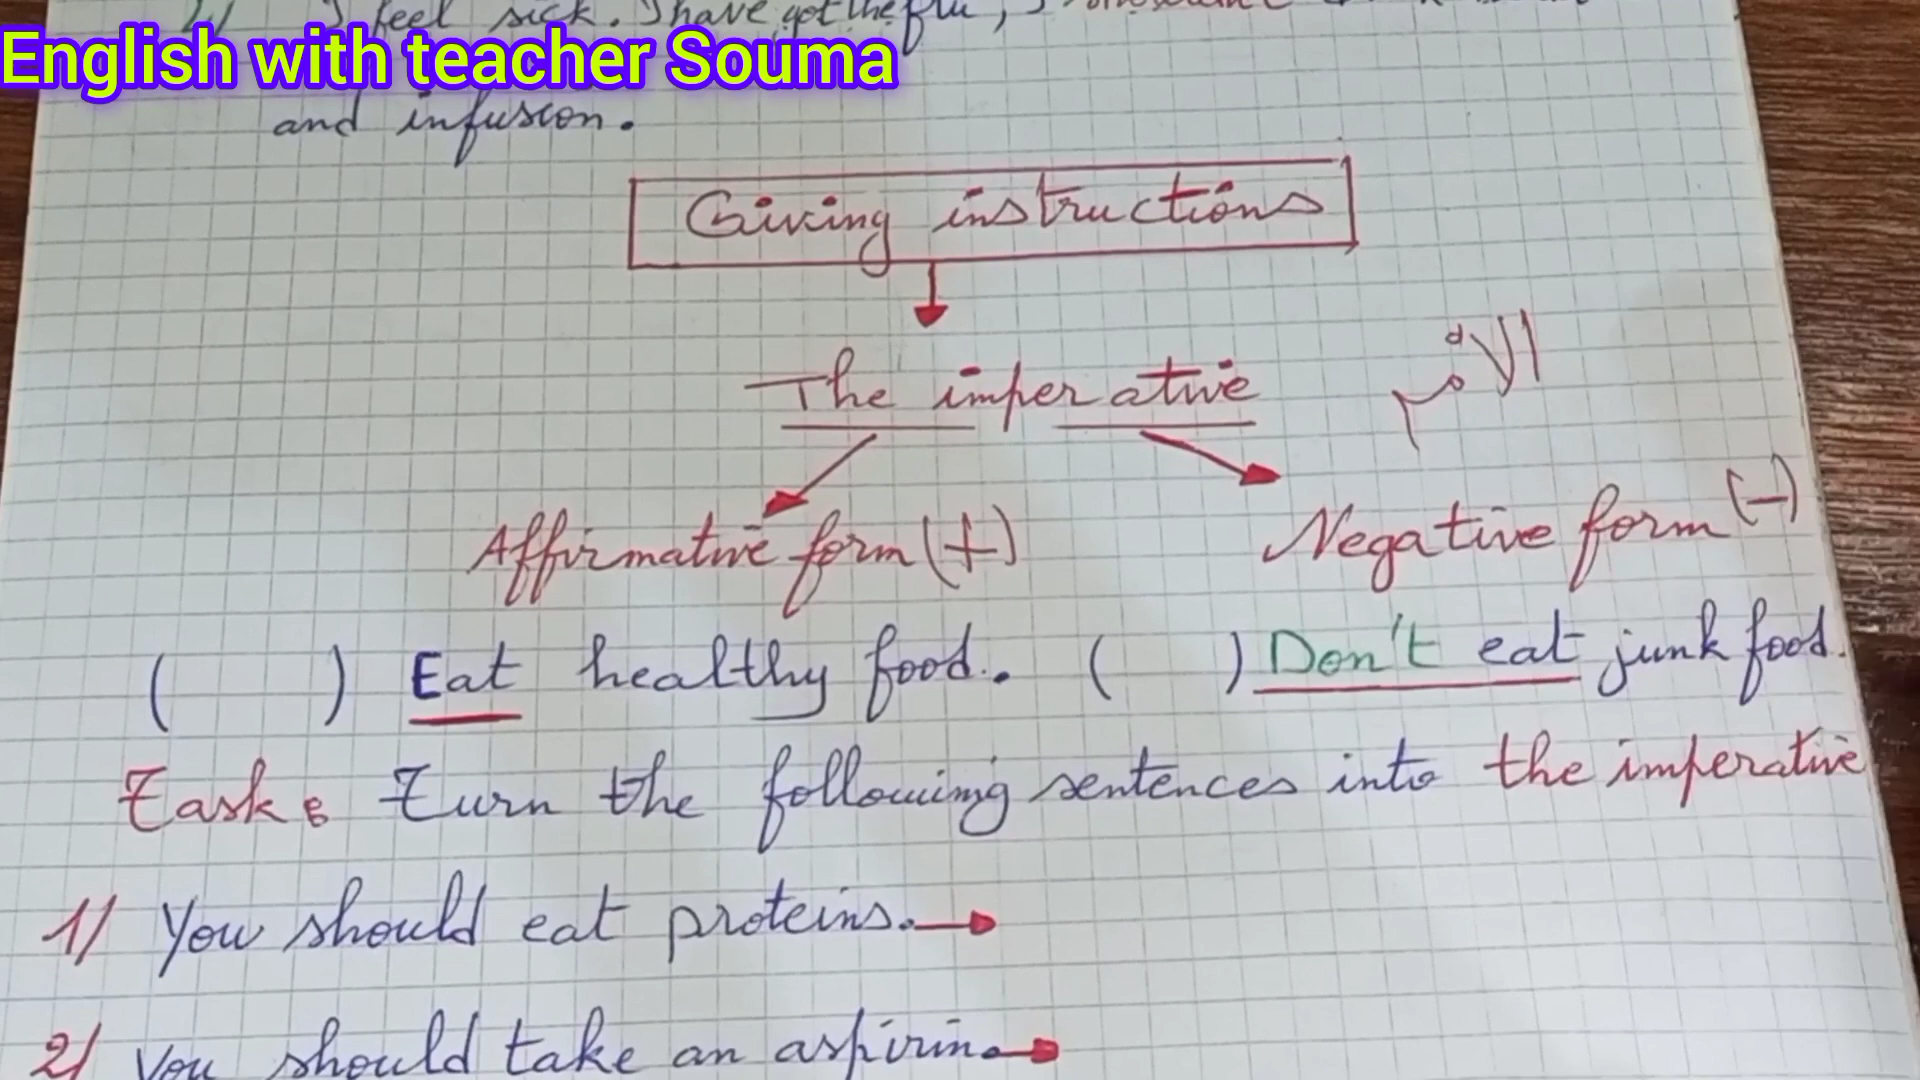 2/ I feel sick. I have got the flu, I
English with teacher Souma
and infusion.
Giving instructions
The imperative
الأمر
Affirmative form (+)
Negative form (-)
( ) Eat healthy food. ( ) Don't eat junk food.
Task: Turn the following sentences into the imperative
1/ You should eat proteins.
2/ You should take an aspirin.